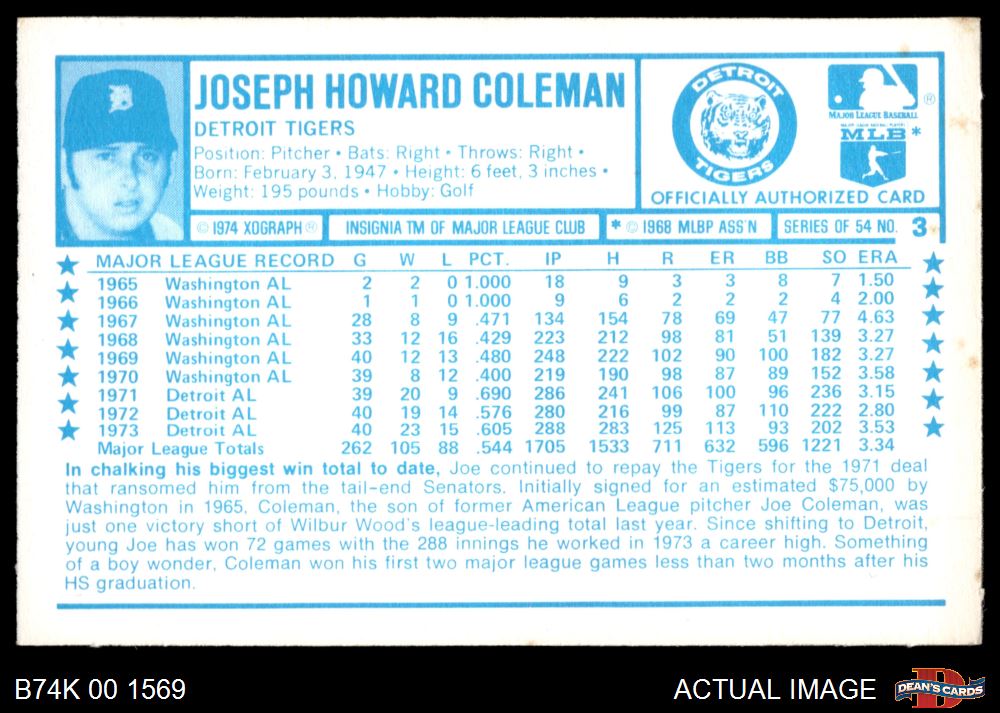 JOSEPH HOWARD COLEMAN
DETROIT TIGERS
Position: Pitcher • Bats: Right • Throws: Right •
Born: February 3, 1947 • Height: 6 feet, 3 inches •
Weight: 195 pounds • Hobby: Golf
DETROIT
TIGERS
MAJOR LEAGUE BASEBALL
®
MLB*
OFFICIALLY AUTHORIZED CARD
© 1974 XOGRAPH ®
INSIGNIA TM OF MAJOR LEAGUE CLUB
* © 1968 MLBP ASS'N
SERIES OF 54 NO. 3
MAJOR LEAGUE RECORD G W L PCT. IP H R ER BB SO ERA
1965 Washington AL 2 2 0 1.000 18 9 3 3 8 7 1.50
1966 Washington AL 1 1 0 1.000 9 6 2 2 2 4 2.00
1967 Washington AL 28 8 9 .471 134 154 78 69 47 77 4.63
1968 Washington AL 33 12 16 .429 223 212 98 81 51 139 3.27
1969 Washington AL 40 12 13 .480 248 222 102 90 100 182 3.27
1970 Washington AL 39 8 12 .400 219 190 98 87 89 152 3.58
1971 Detroit AL 39 20 9 .690 286 241 106 100 96 236 3.15
1972 Detroit AL 40 19 14 .576 280 216 99 87 110 222 2.80
1973 Detroit AL 40 23 15 .605 288 283 125 113 93 202 3.53
Major League Totals 262 105 88 .544 1705 1533 711 632 596 1221 3.34
In chalking his biggest win total to date, Joe continued to repay the Tigers for the 1971 deal
that ransomed him from the tail-end Senators. Initially signed for an estimated $75,000 by
Washington in 1965, Coleman, the son of former American League pitcher Joe Coleman, was
just one victory short of Wilbur Wood's league-leading total last year. Since shifting to Detroit,
young Joe has won 72 games with the 288 innings he worked in 1973 a career high. Something
of a boy wonder, Coleman won his first two major league games less than two months after his
HS graduation.
B74K 00 1569
ACTUAL IMAGE
DEAN'S CARDS